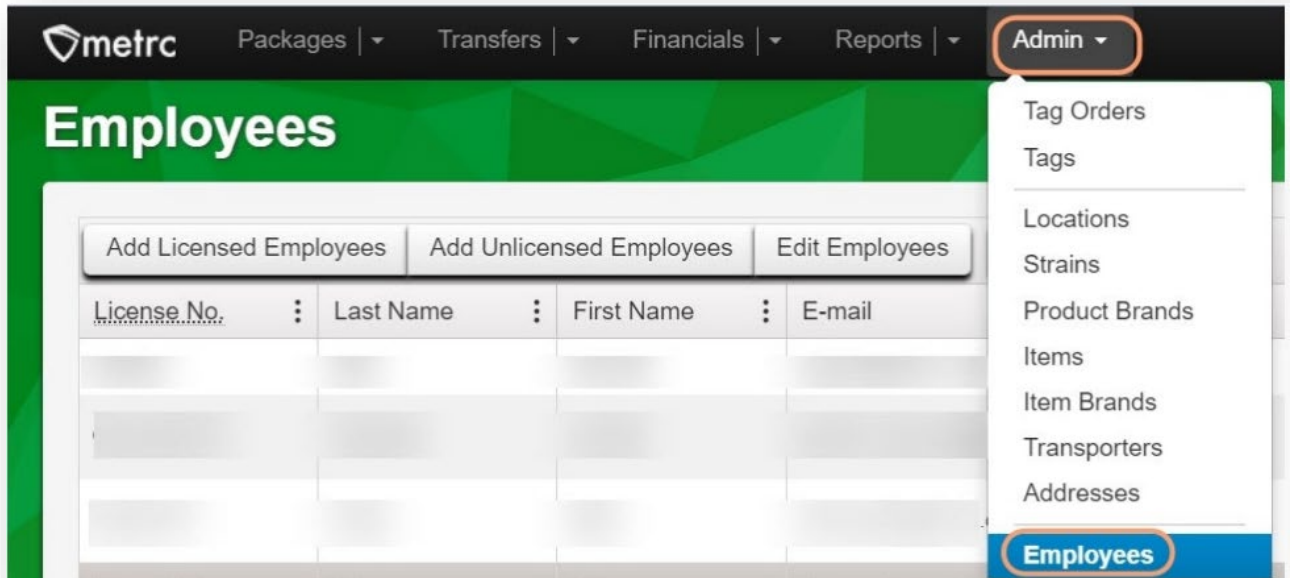 metrc Packages | Transfers | Financials | Reports | Admin
Employees
Tag Orders
Tags
Locations
Strains
Product Brands
Items
Item Brands
Transporters
Addresses
Employees
Add Licensed Employees Add Unlicensed Employees Edit Employees
License No. Last Name First Name E-mail